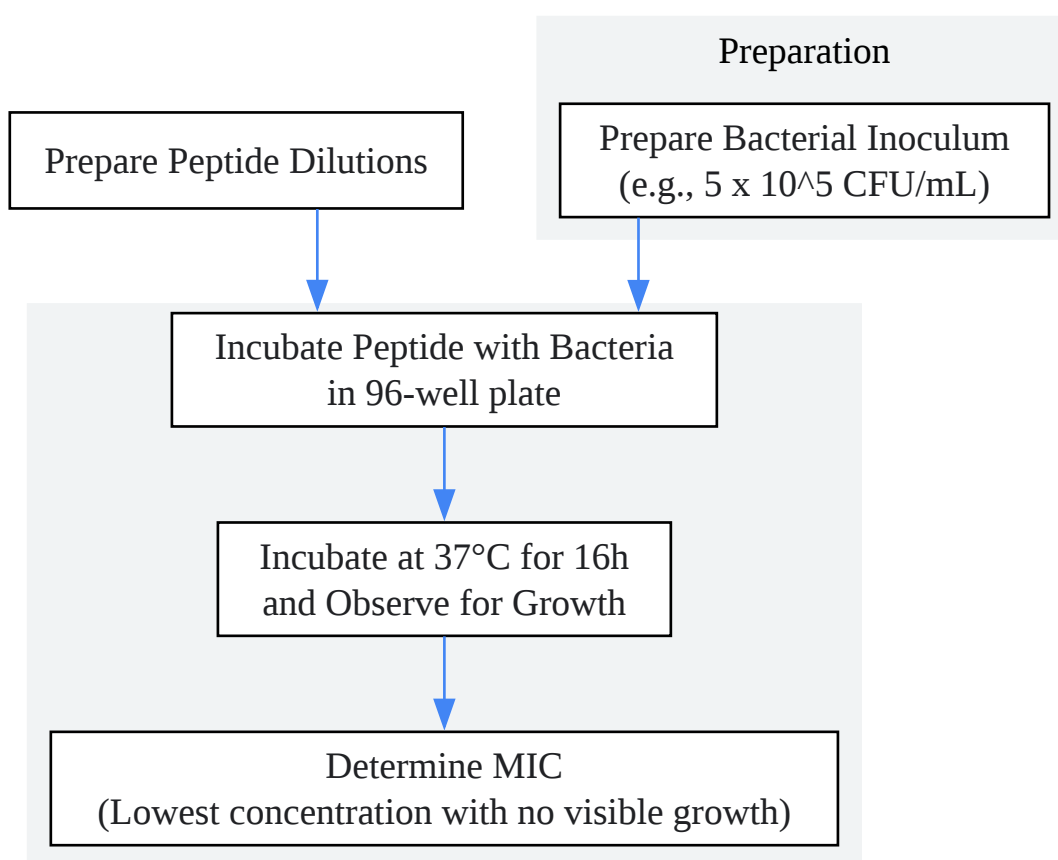 Preparation
Prepare Peptide Dilutions
Prepare Bacterial Inoculum
(e.g., 5 x 10^5 CFU/mL)
Incubate Peptide with Bacteria
in 96-well plate
Incubate at 37°C for 16h
and Observe for Growth
Determine MIC
(Lowest concentration with no visible growth)